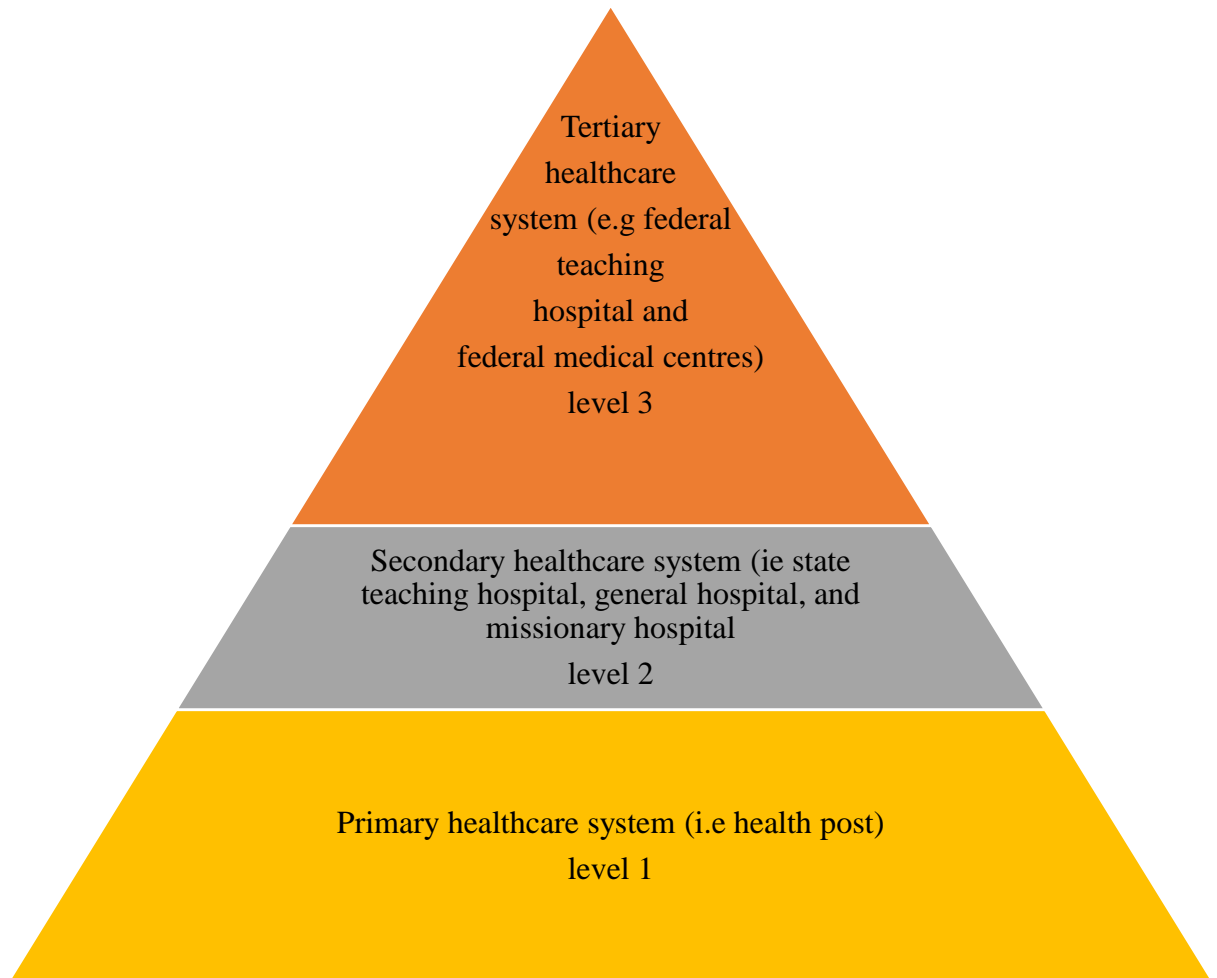 Tertiary
healthcare
system (e.g federal
teaching
hospital and
federal medical centres)
level 3
Secondary healthcare system (ie state
teaching hospital, general hospital, and
missionary hospital
level 2
Primary healthcare system (i.e health post)
level 1